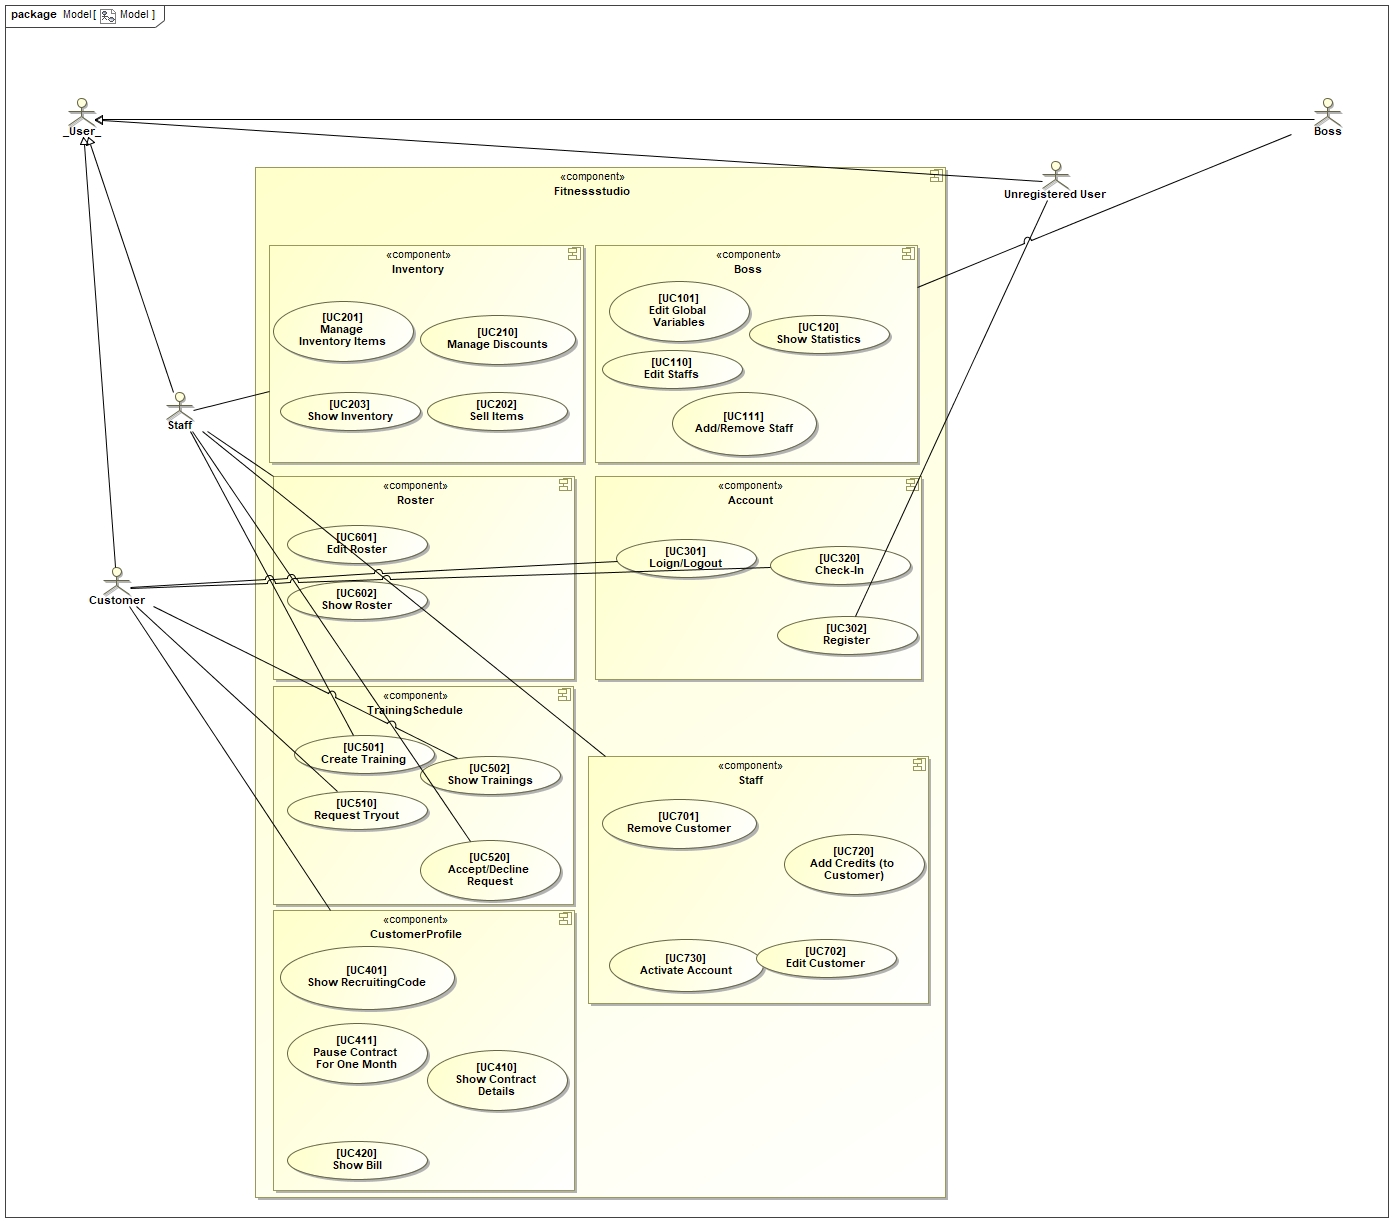 package Model[ Model ]
_User_
Boss
Unregistered User
«component»
Fitnessstudio
«component»
Inventory
[UC201]
Manage
Inventory Items
[UC210]
Manage Discounts
[UC203]
Show Inventory
[UC202]
Sell Items
«component»
Boss
[UC101]
Edit Global
Variables
[UC120]
Show Statistics
[UC110]
Edit Staffs
[UC111]
Add/Remove Staff
Staff
«component»
Roster
[UC601]
Edit Roster
[UC602]
Show Roster
«component»
Account
[UC301]
Loign/Logout
[UC320]
Check-In
[UC302]
Register
Customer
«component»
TrainingSchedule
[UC501]
Create Training
[UC502]
Show Trainings
[UC510]
Request Tryout
[UC520]
Accept/Decline
Request
«component»
Staff
[UC701]
Remove Customer
[UC720]
Add Credits (to
Customer)
[UC730]
Activate Account
[UC702]
Edit Customer
«component»
CustomerProfile
[UC401]
Show RecruitingCode
[UC411]
Pause Contract
For One Month
[UC410]
Show Contract
Details
[UC420]
Show Bill